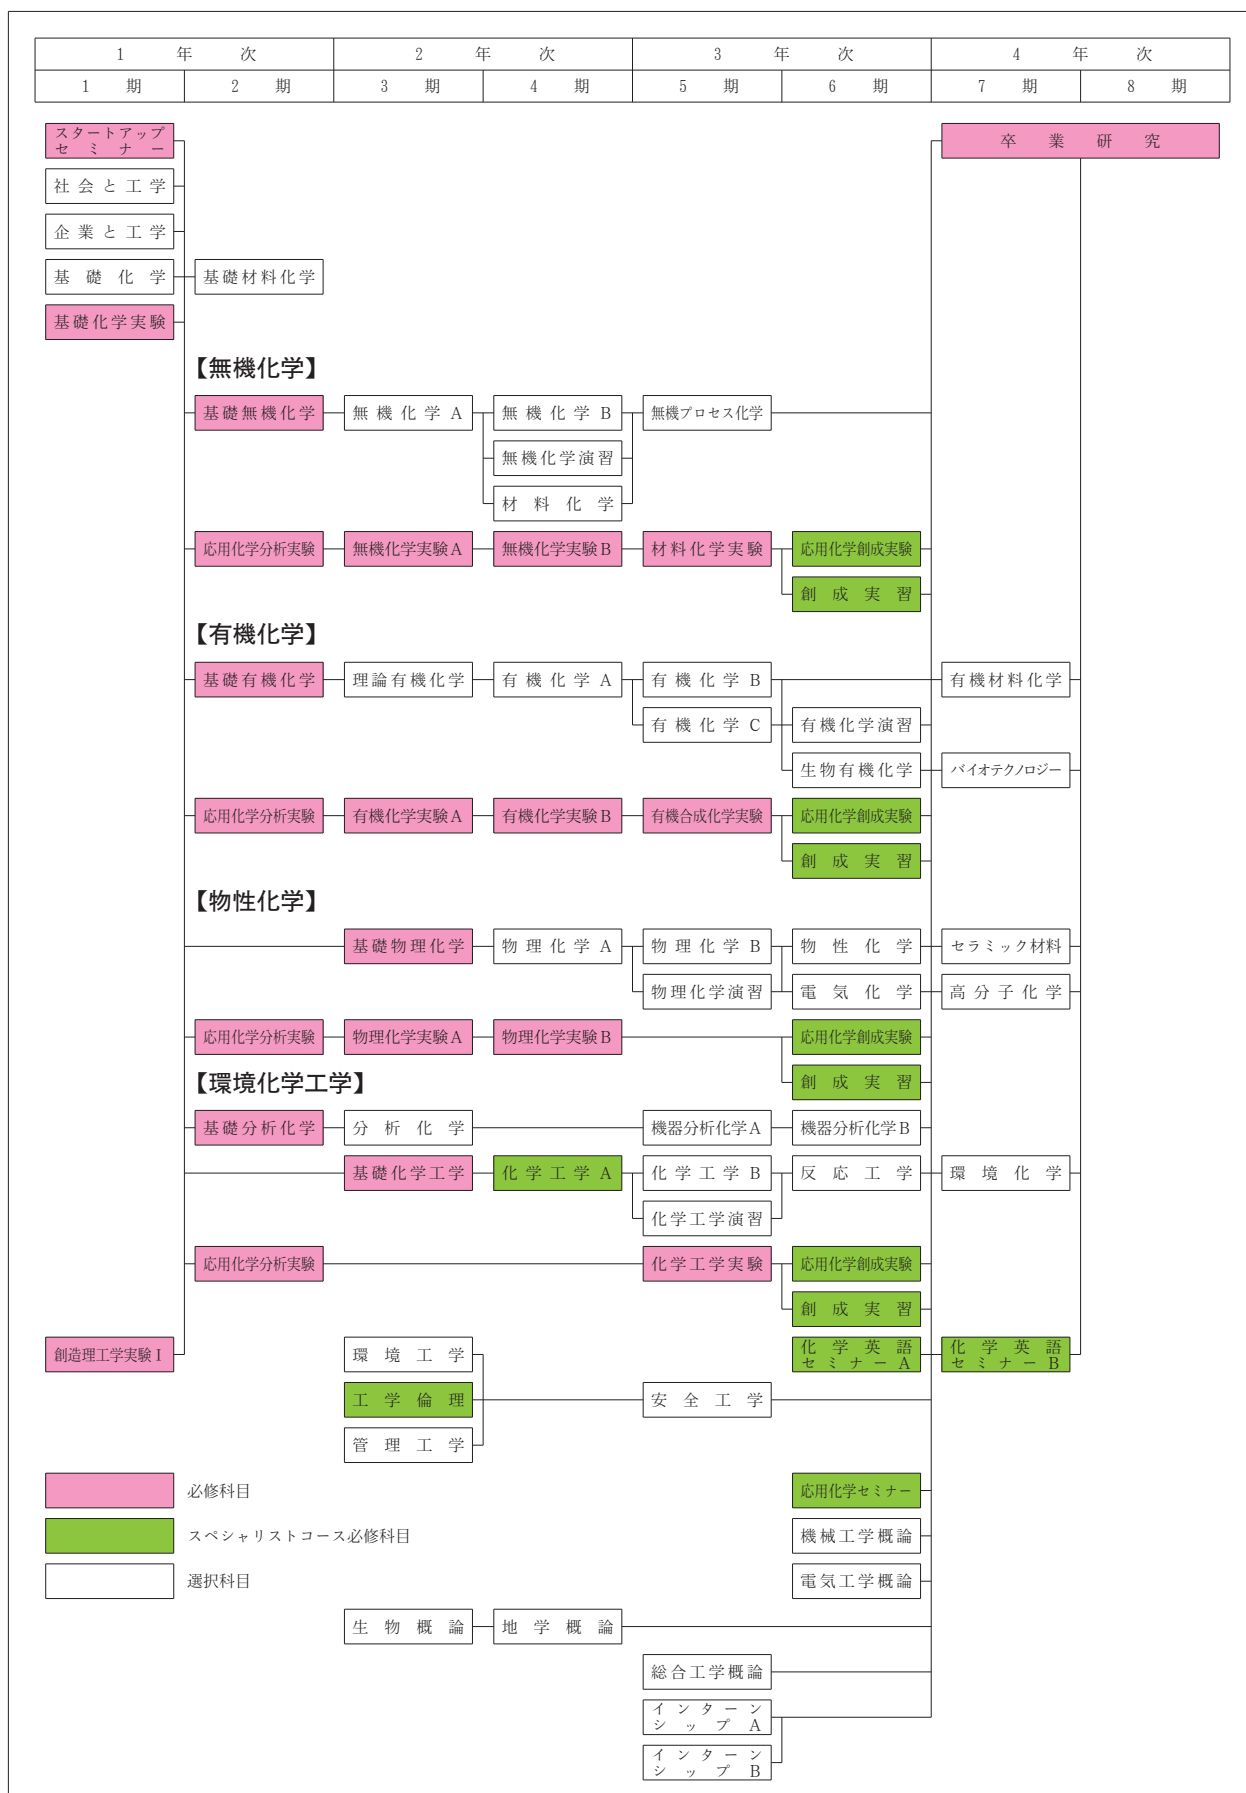 1 年 次 2 年 次 3 年 次 4 年 次
1 期 2 期 3 期 4 期 5 期 6 期 7 期 8 期
スタートアップ
セミナー
卒業研究
社会と工学
企業と工学
基礎化学 基礎材料化学
基礎化学実験
【無機化学】
基礎無機化学 無機化学A 無機化学B 無機プロセス化学
無機化学演習
材料化学
応用化学分析実験 無機化学実験A 無機化学実験B 材料化学実験 応用化学創成実験
創成実習
【有機化学】
基礎有機化学 理論有機化学 有機化学A 有機化学B 有機材料化学
有機化学C 有機化学演習
生物有機化学 バイオテクノロジー
応用化学分析実験 有機化学実験A 有機化学実験B 有機合成化学実験 応用化学創成実験
創成実習
【物性化学】
基礎物理化学 物理化学A 物理化学B 物性化学 セラミック材料
物理化学演習 電気化学 高分子化学
応用化学分析実験 物理化学実験A 物理化学実験B 応用化学創成実験
創成実習
【環境化学工学】
基礎分析化学 分析化学 機器分析化学A 機器分析化学B
基礎化学工学 化学工学A 化学工学B 反応工学 環境化学
化学工学演習
応用化学分析実験 化学工学実験 応用化学創成実験
創成実習
創造理工学実験Ⅰ 環境工学
化学英語
セミナーA
化学英語
セミナーB
工学倫理 安全工学
管理工学
必修科目 応用化学セミナー
スペシャリストコース必修科目 機械工学概論
選択科目 電気工学概論
生物概論 地学概論
総合工学概論
インターン
シップA
インターン
シップB